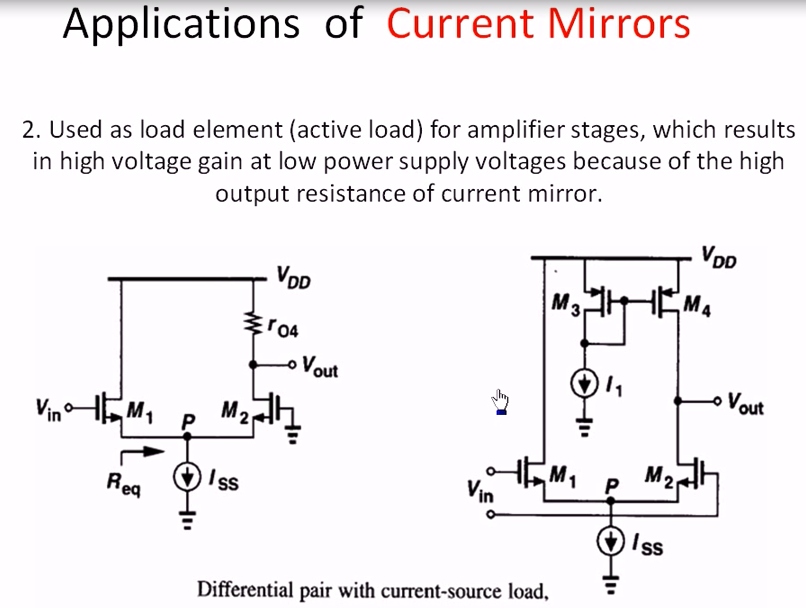 Applications of Current Mirrors
2. Used as load element (active load) for amplifier stages, which results
in high voltage gain at low power supply voltages because of the high
output resistance of current mirror.
VDD
rO4
Vout
Vin
M1
P
M2
Req
ISS
VDD
M3
M4
I1
Vout
Vin
M1
P
M2
ISS
Differential pair with current-source load,